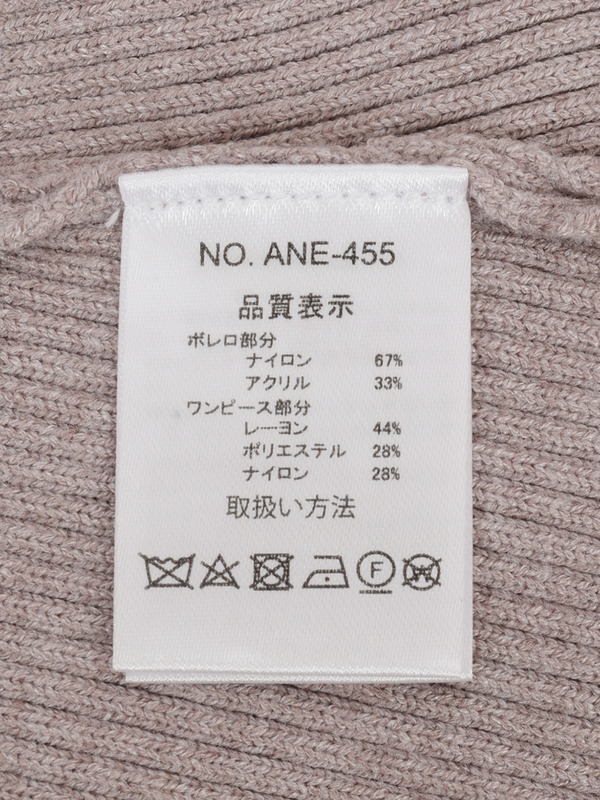 NO. ANE-455
品質表示
ボレロ部分
ナイロン 67%
アクリル 33%
ワンピース部分
レーヨン 44%
ポリエステル 28%
ナイロン 28%
取扱い方法
F W